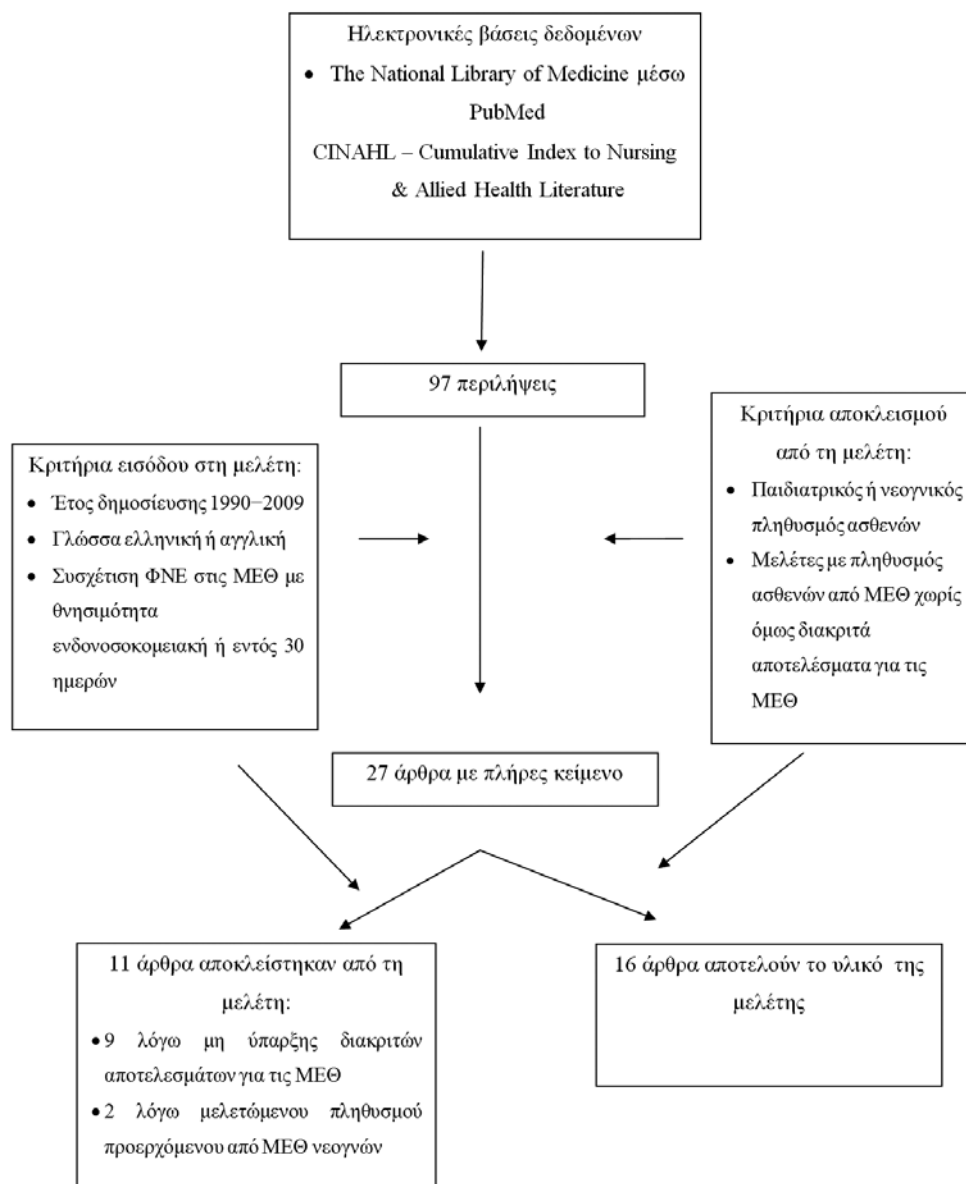 Ηλεκτρονικές βάσεις δεδομένων
• The National Library of Medicine μέσω
PubMed
CINAHL – Cumulative Index to Nursing
& Allied Health Literature
97 περιλήψεις
Κριτήρια εισόδου στη μελέτη:
• Έτος δημοσίευσης 1990−2009
• Γλώσσα ελληνική ή αγγλική
• Συσχέτιση ΦΝΕ στις ΜΕΘ με
θνησιμότητα
ενδονοσοκομειακή ή εντός 30
ημερών
Κριτήρια αποκλεισμού
από τη μελέτη:
• Παιδιατρικός ή νεογνικός
πληθυσμός ασθενών
• Μελέτες με πληθυσμός
ασθενών από ΜΕΘ χωρίς
όμως διακριτά
αποτελέσματα για τις
ΜΕΘ
27 άρθρα με πλήρες κείμενο
11 άρθρα αποκλείστηκαν από τη
μελέτη:
• 9 λόγω μη ύπαρξης διακριτών
αποτελεσμάτων για τις ΜΕΘ
• 2 λόγω μελετώμενου πληθυσμού
προερχόμενου από ΜΕΘ νεογνών
16 άρθρα αποτελούν το υλικό της
μελέτης